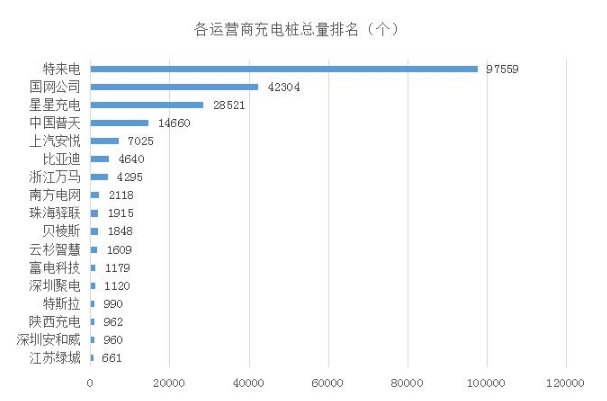 各运营商充电桩总量排名（个）
特来电 97559
国网公司 42304
星星充电 28521
中国普天 14660
上汽安悦 7025
比亚迪 4640
浙江万马 4295
南方电网 2118
珠海驿联 1915
贝棱斯 1848
云杉智慧 1609
富电科技 1179
深圳聚电 1120
特斯拉 990
陕西充电 962
深圳安和威 960
江苏绿城 661
0 20000 40000 60000 80000 100000 120000